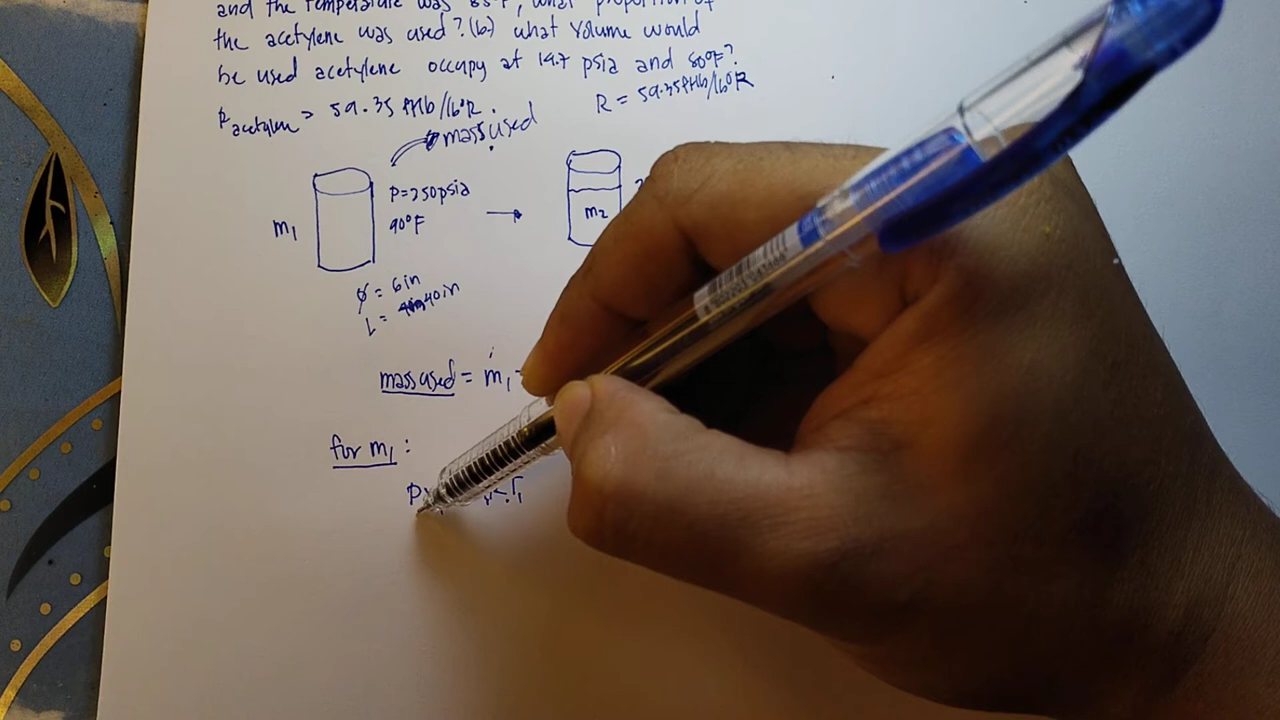 and the temperature was 85°F, what proportion of
the acetylene was used? (b.) what volume would
be used acetylene occupy at 14.7 psia and 80°F?
R acetylene = 59.35 ft lb/lb°R.
R = 59.35 ft lb/lb°R
mass used
m₁
P=250psia
90°F
m₂
ϕ = 6in
L = 40in
mass used = m₁
for m₁: